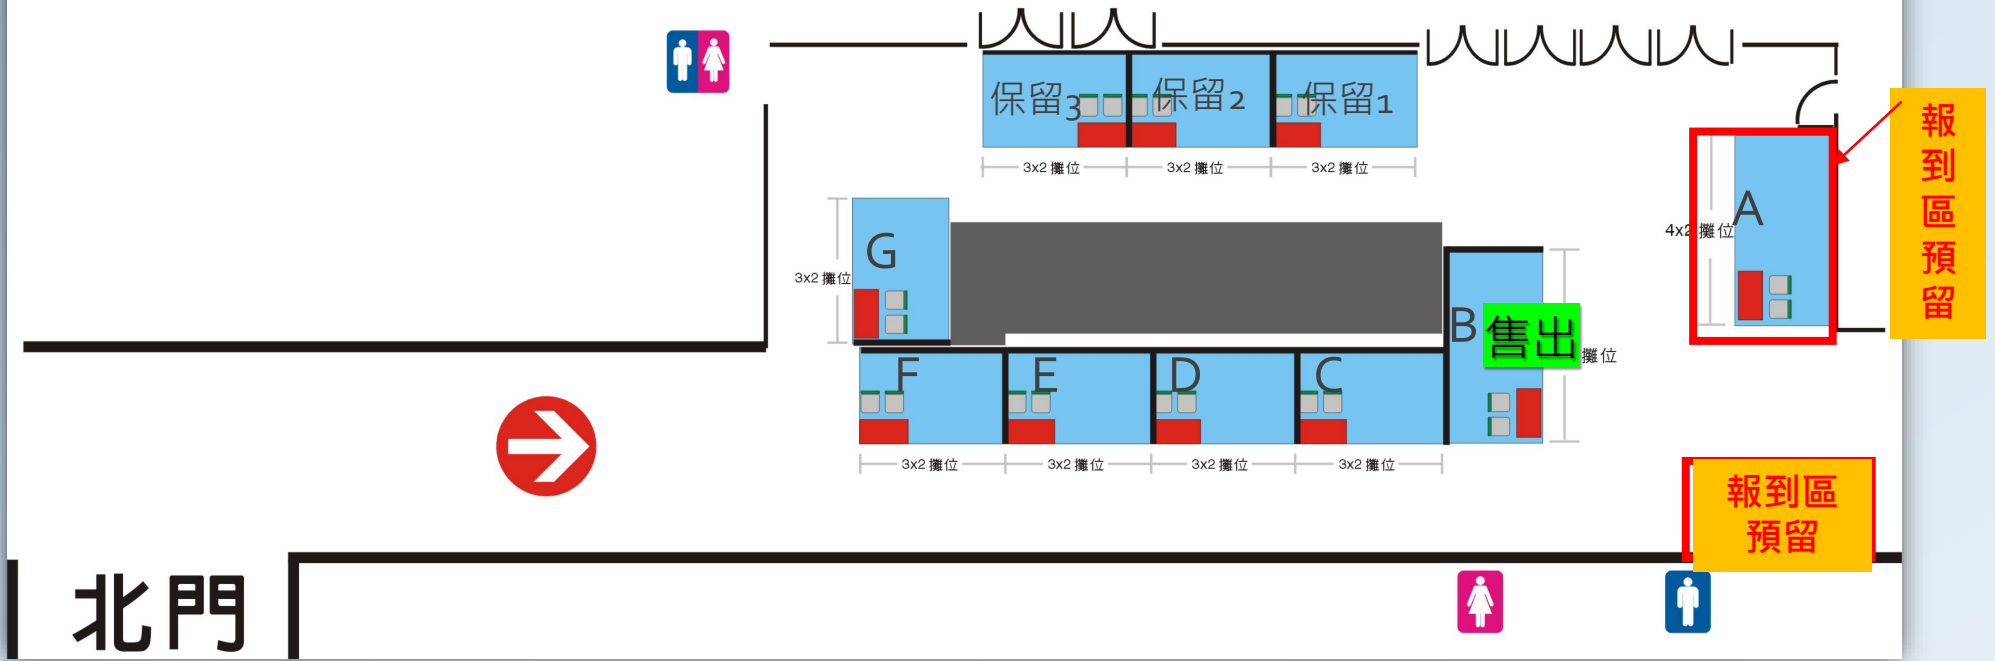 保留3
保留2
保留1
3x2 攤位
3x2 攤位
3x2 攤位
報到區預留
A
4x2 攤位
G
3x2 攤位
B
售出
攤位
F
E
D
C
3x2 攤位
3x2 攤位
3x2 攤位
3x2 攤位
報到區
預留
北門